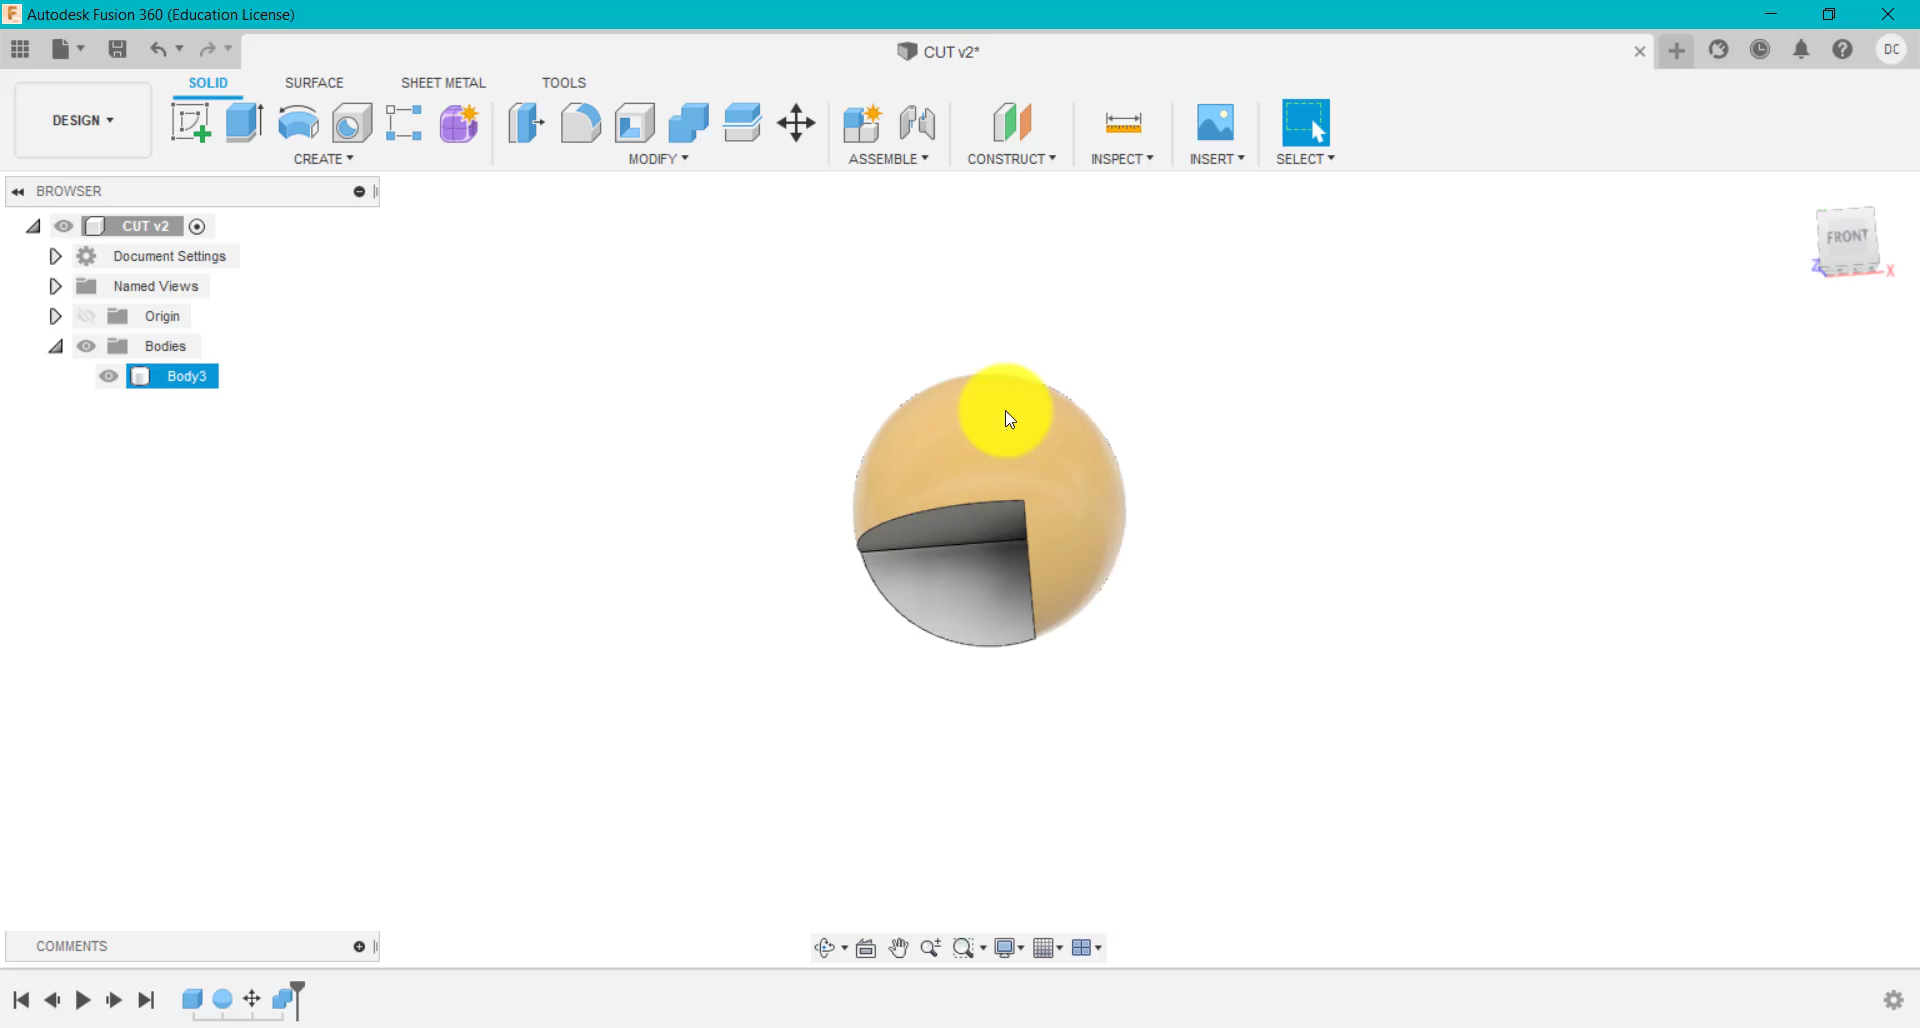 Autodesk Fusion 360 (Education License)
CUT v2*
DC
SOLID
SURFACE
SHEET METAL
TOOLS
DESIGN
CREATE
MODIFY
ASSEMBLE
CONSTRUCT
INSPECT
INSERT
SELECT
BROWSER
CUT v2
Document Settings
Named Views
Origin
Bodies
Body3
FRONT
Z
X
COMMENTS